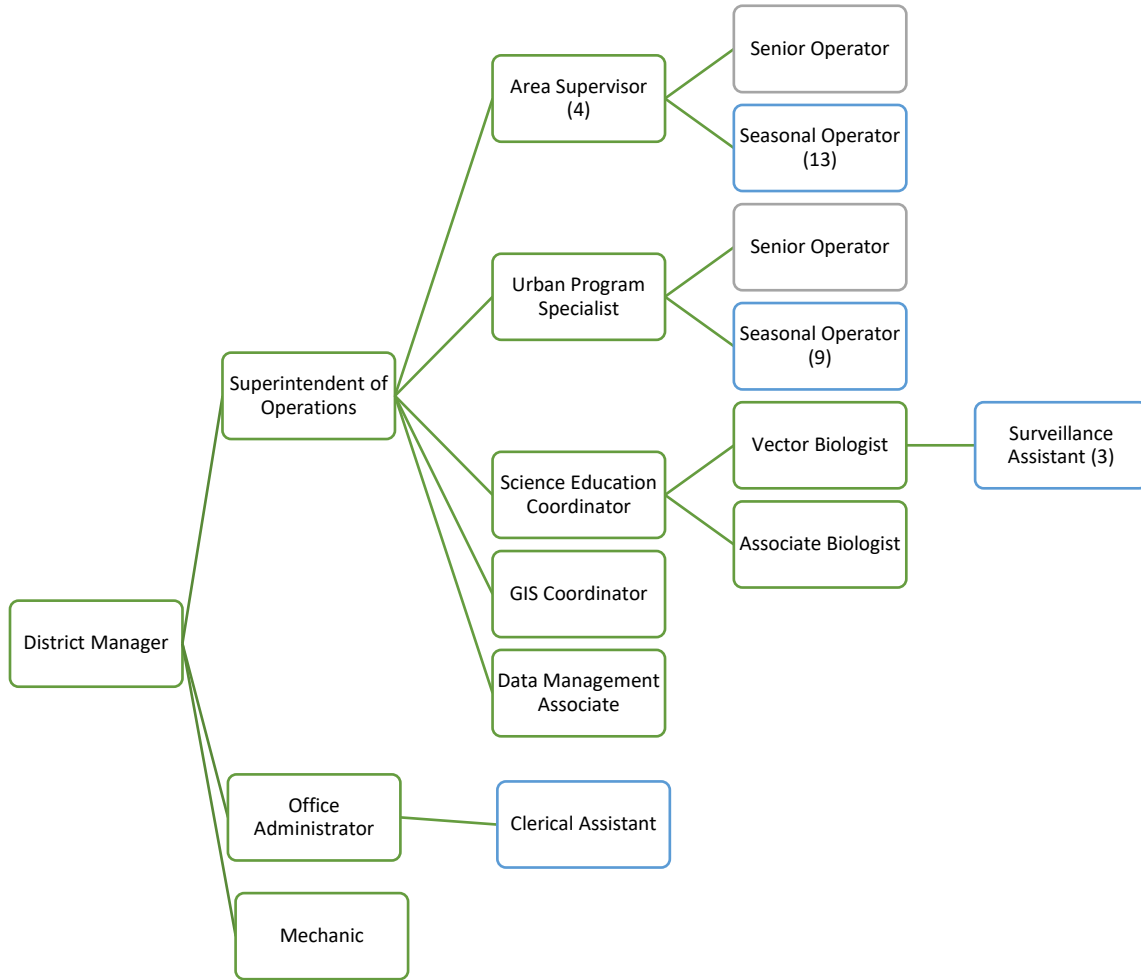 Senior Operator
Area Supervisor
(4)
Seasonal Operator
(13)
Senior Operator
Urban Program
Specialist
Seasonal Operator
(9)
Superintendent of
Operations
Vector Biologist
Surveillance
Assistant (3)
Science Education
Coordinator
Associate Biologist
GIS Coordinator
District Manager
Data Management
Associate
Office
Administrator
Clerical Assistant
Mechanic